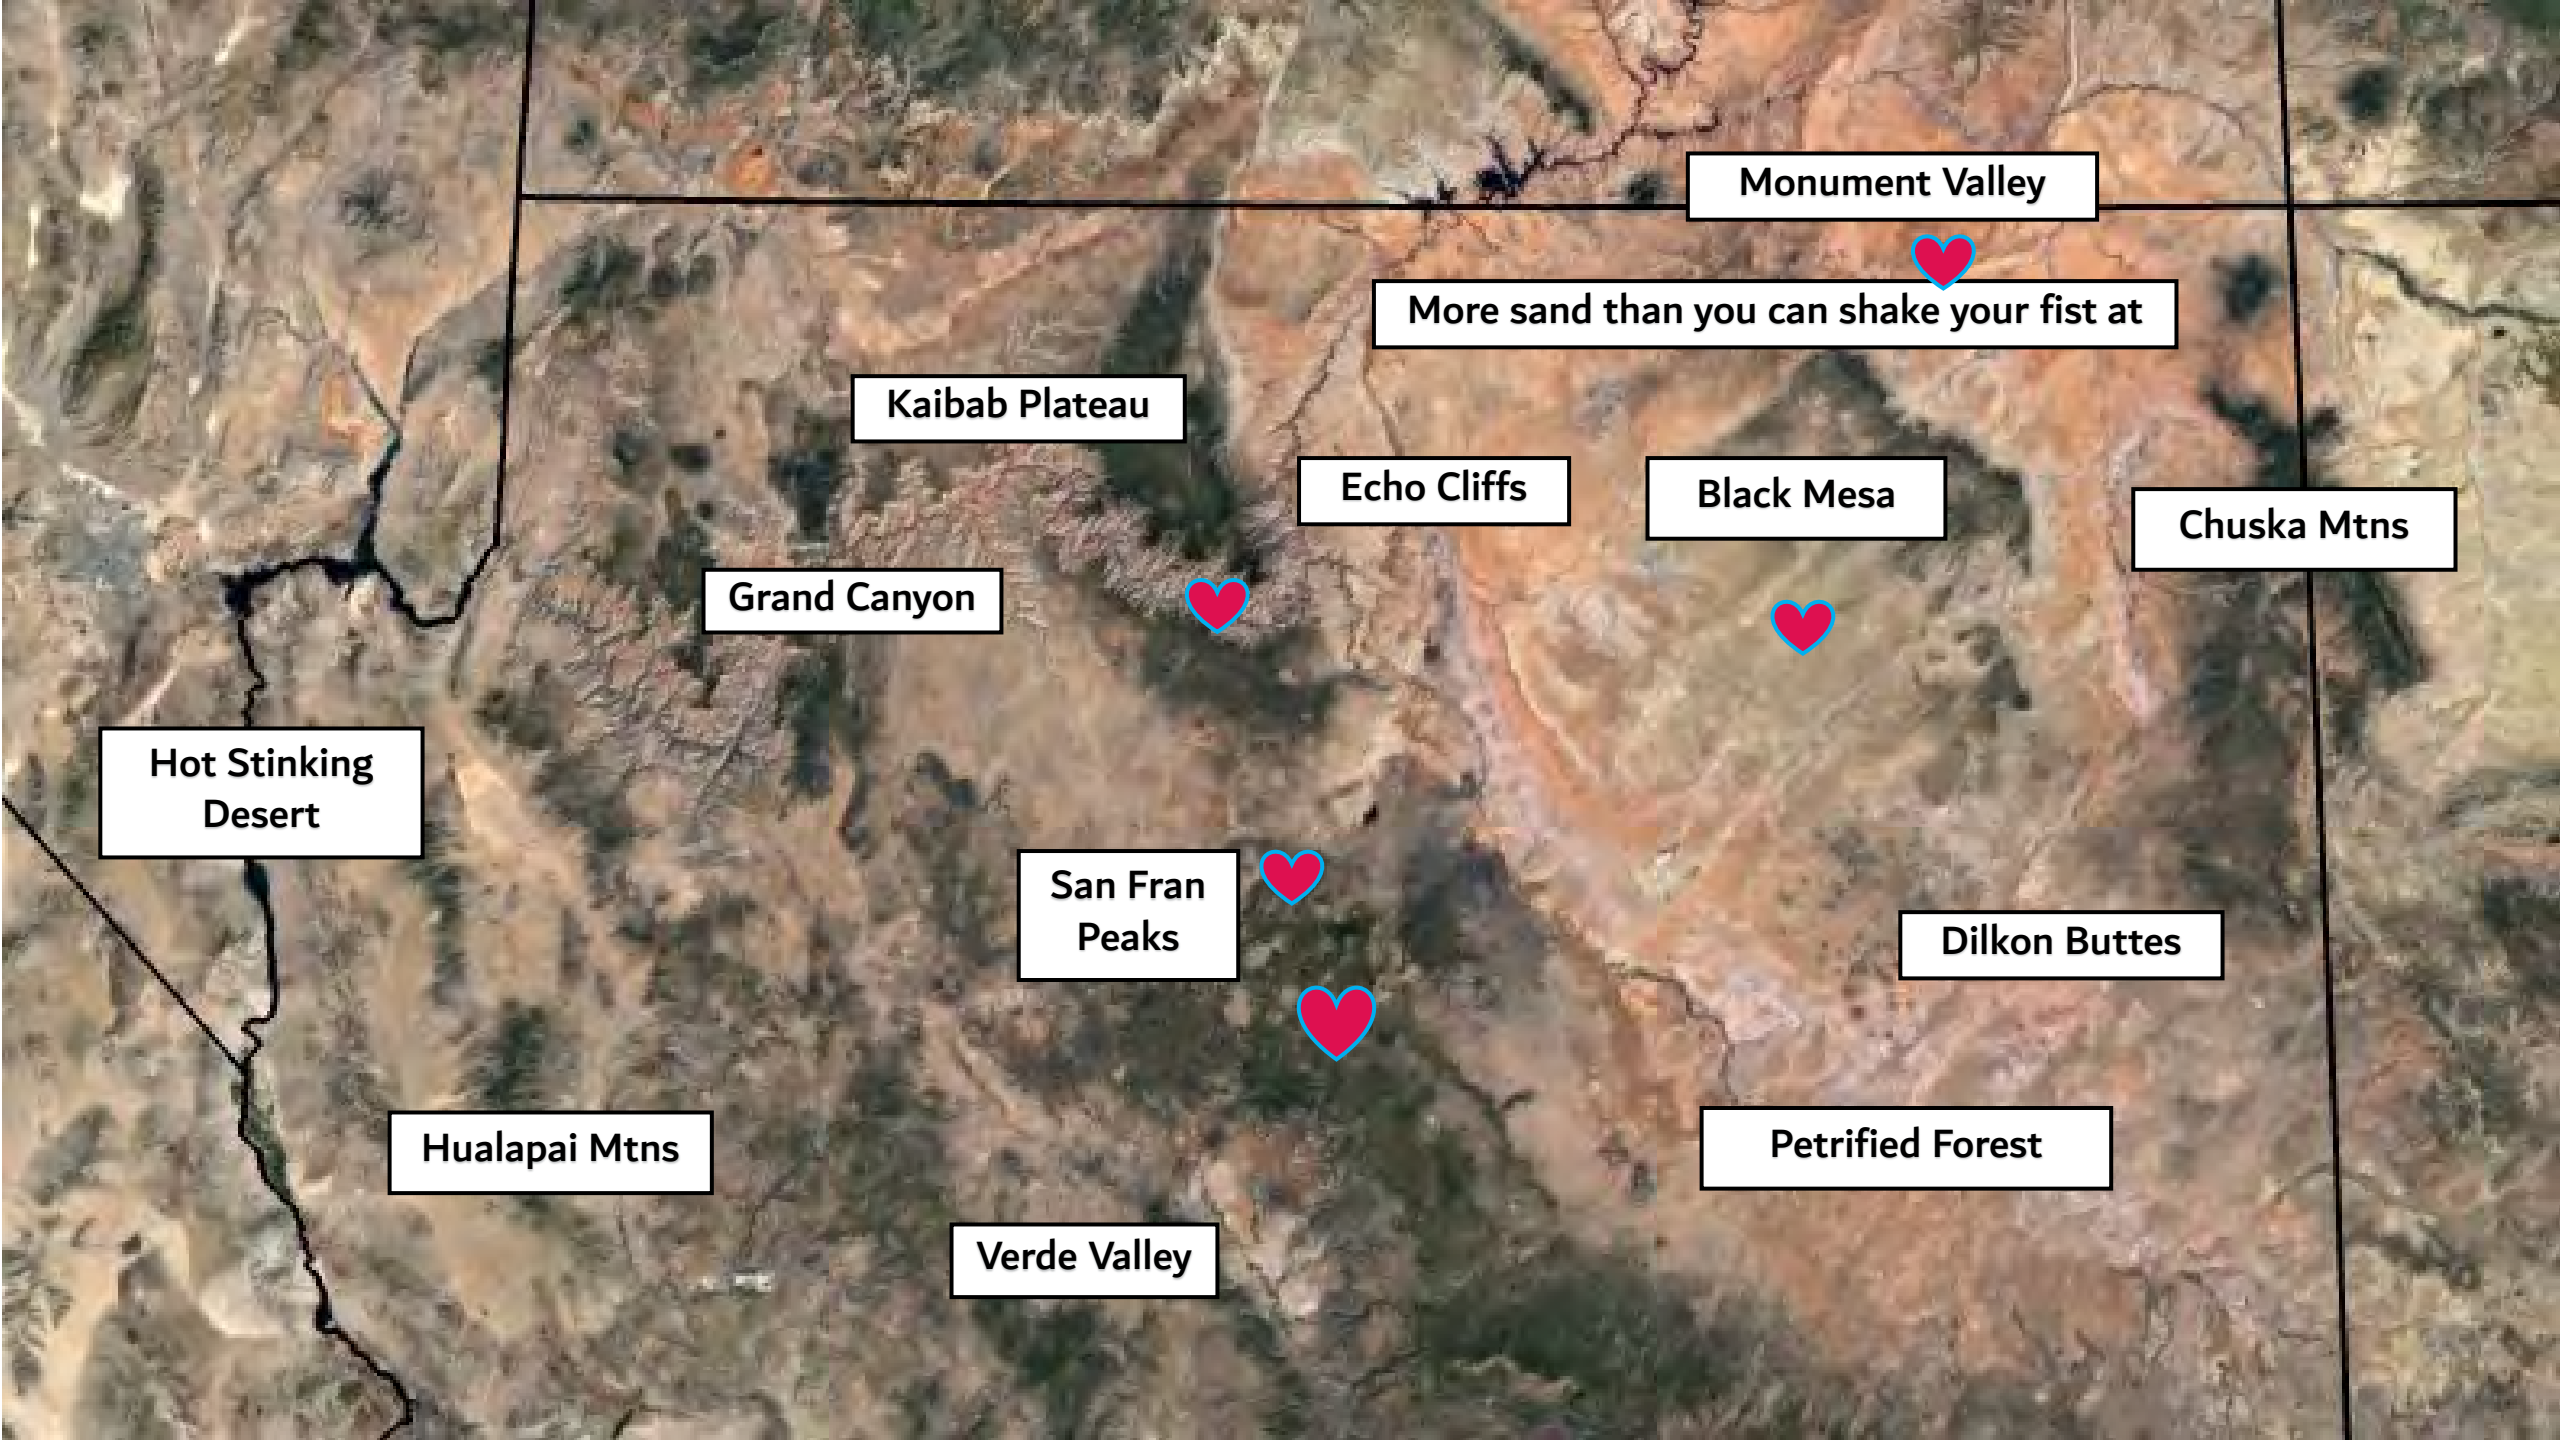 Monument Valley
More sand than you can shake your fist at
Kaibab Plateau
Echo Cliffs
Black Mesa
Chuska Mtns
Grand Canyon
Hot Stinking
Desert
San Fran
Peaks
Dilkon Buttes
Hualapai Mtns
Petrified Forest
Verde Valley